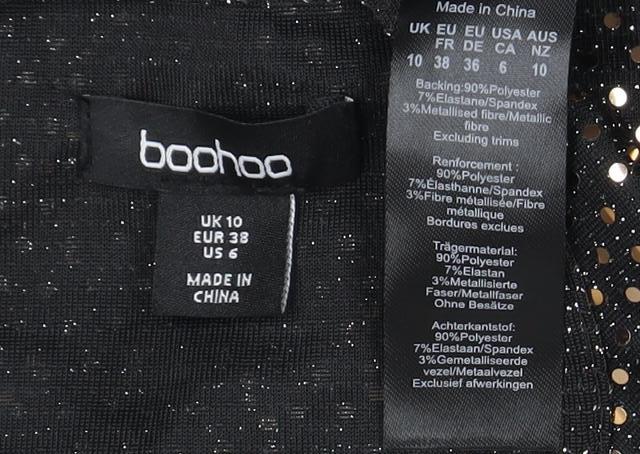 boohoo
UK 10
EUR 38
US 6
MADE IN
CHINA
Made in China
UK EU EU USA AUS
FR DE CA NZ
10 38 36 6 10
Backing:90%Polyester
7%Elastane/Spandex
3%Metallised fibre/Metallic
fibre
Excluding trims
Renforcement :
90%Polyester
7%Élasthanne/Spandex
3%Fibre métallisée/Fibre
métallique
Bordures exclues
Trägermaterial:
90%Polyester
7%Elastan
3%Metallisierte
Faser/Metallfaser
Ohne Besätze
Achterkantstof:
90%Polyester
7%Elastaan/Spandex
3%Gemetalliseerde
vezel/Metaalvezel
Exclusief afwerkingen